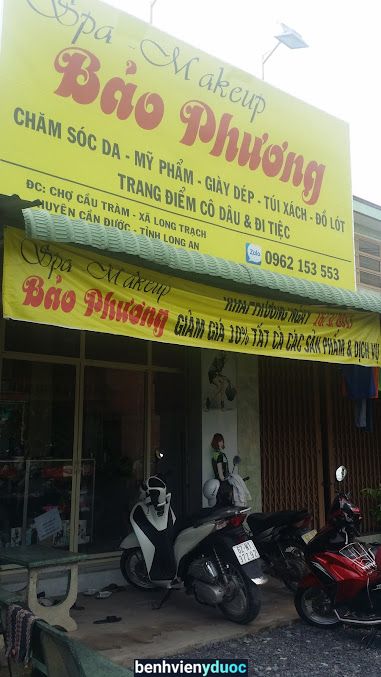 Spa - Makeup
Bảo Phương
CHĂM SÓC DA - MỸ PHẨM - GIÀY DÉP - TÚI XÁCH - ĐỒ LÓT
TRANG ĐIỂM CÔ DÂU & ĐI TIỆC
ĐC: CHỢ CẦU TRÀM - XÃ LONG TRẠCH
HUYỆN CẦN ĐƯỚC - TỈNH LONG AN
Zalo
0962 153 553
Spa - Makeup
Bảo Phương
KHAI TRƯƠNG NGÀY
GIẢM GIÁ 10% TẤT CẢ CÁC SẢN PHẨM & DỊCH VỤ
benhvienyduoc